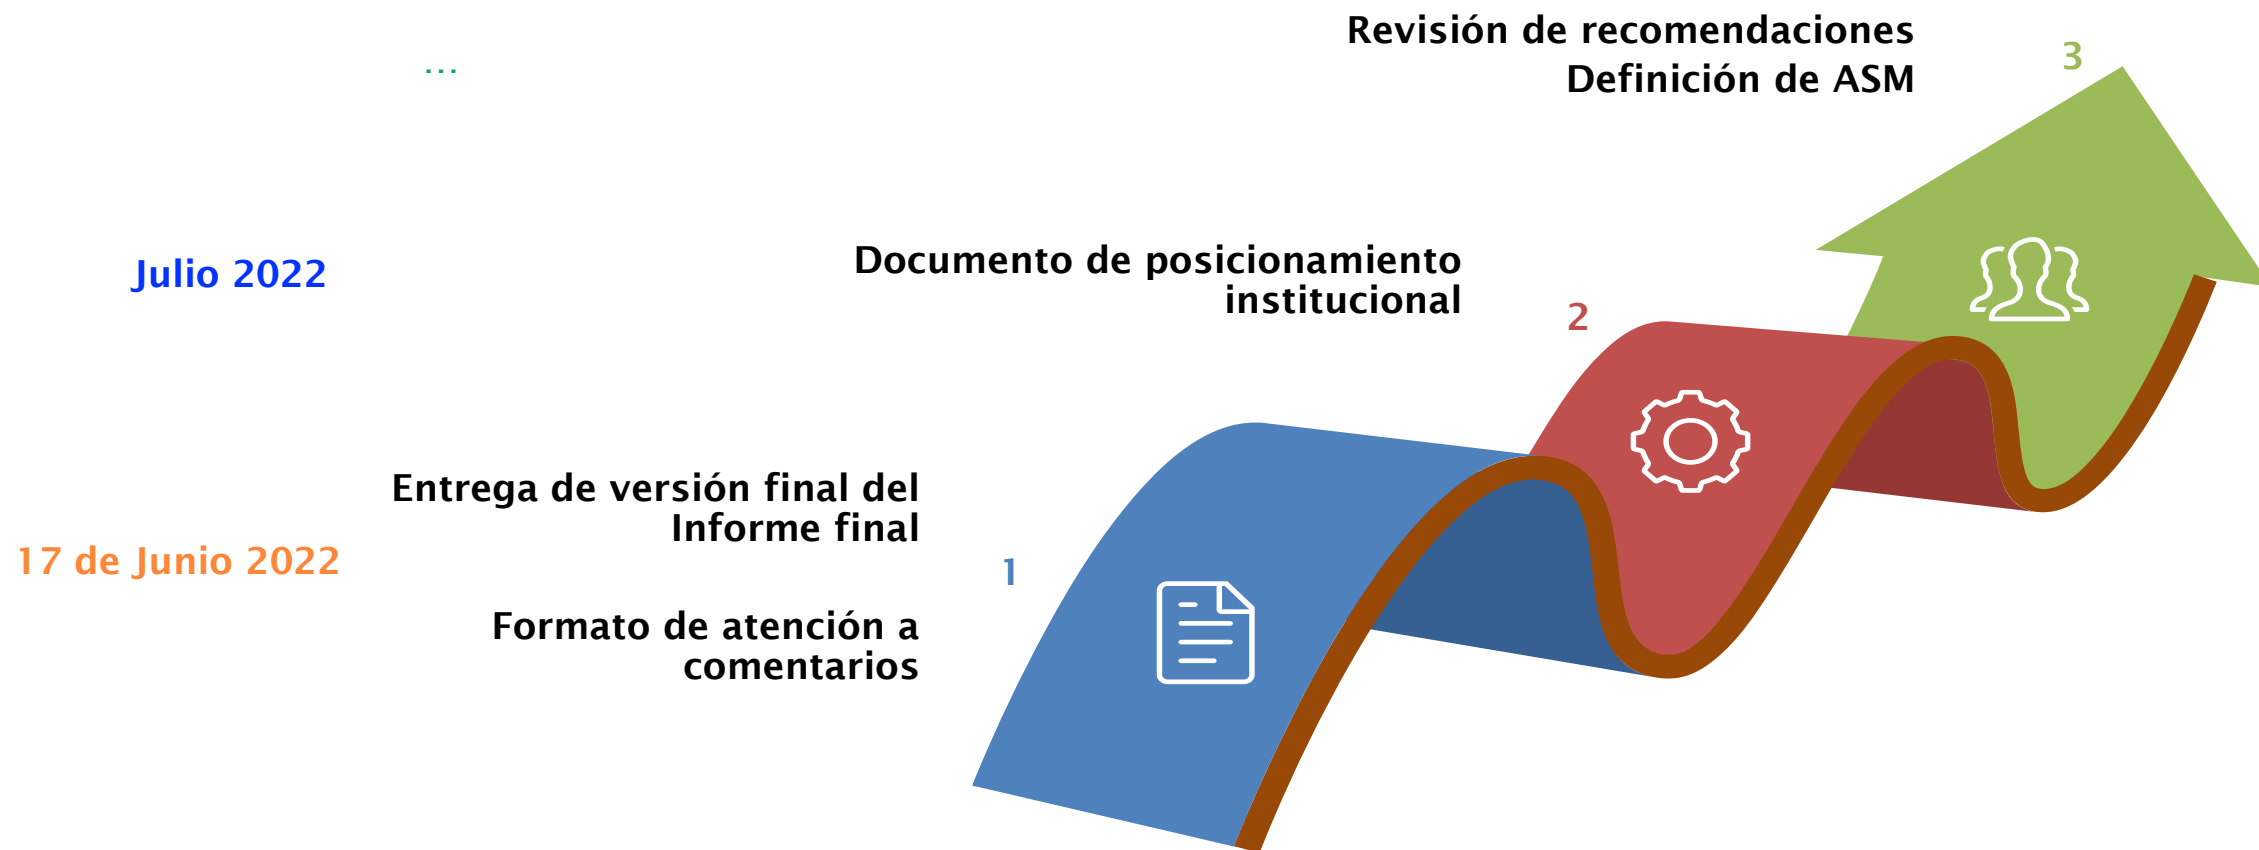 ...
Revisión de recomendaciones
Definición de ASM
3
Julio 2022
Documento de posicionamiento
institucional
2
17 de Junio 2022
Entrega de versión final del
Informe final
Formato de atención a
comentarios
1